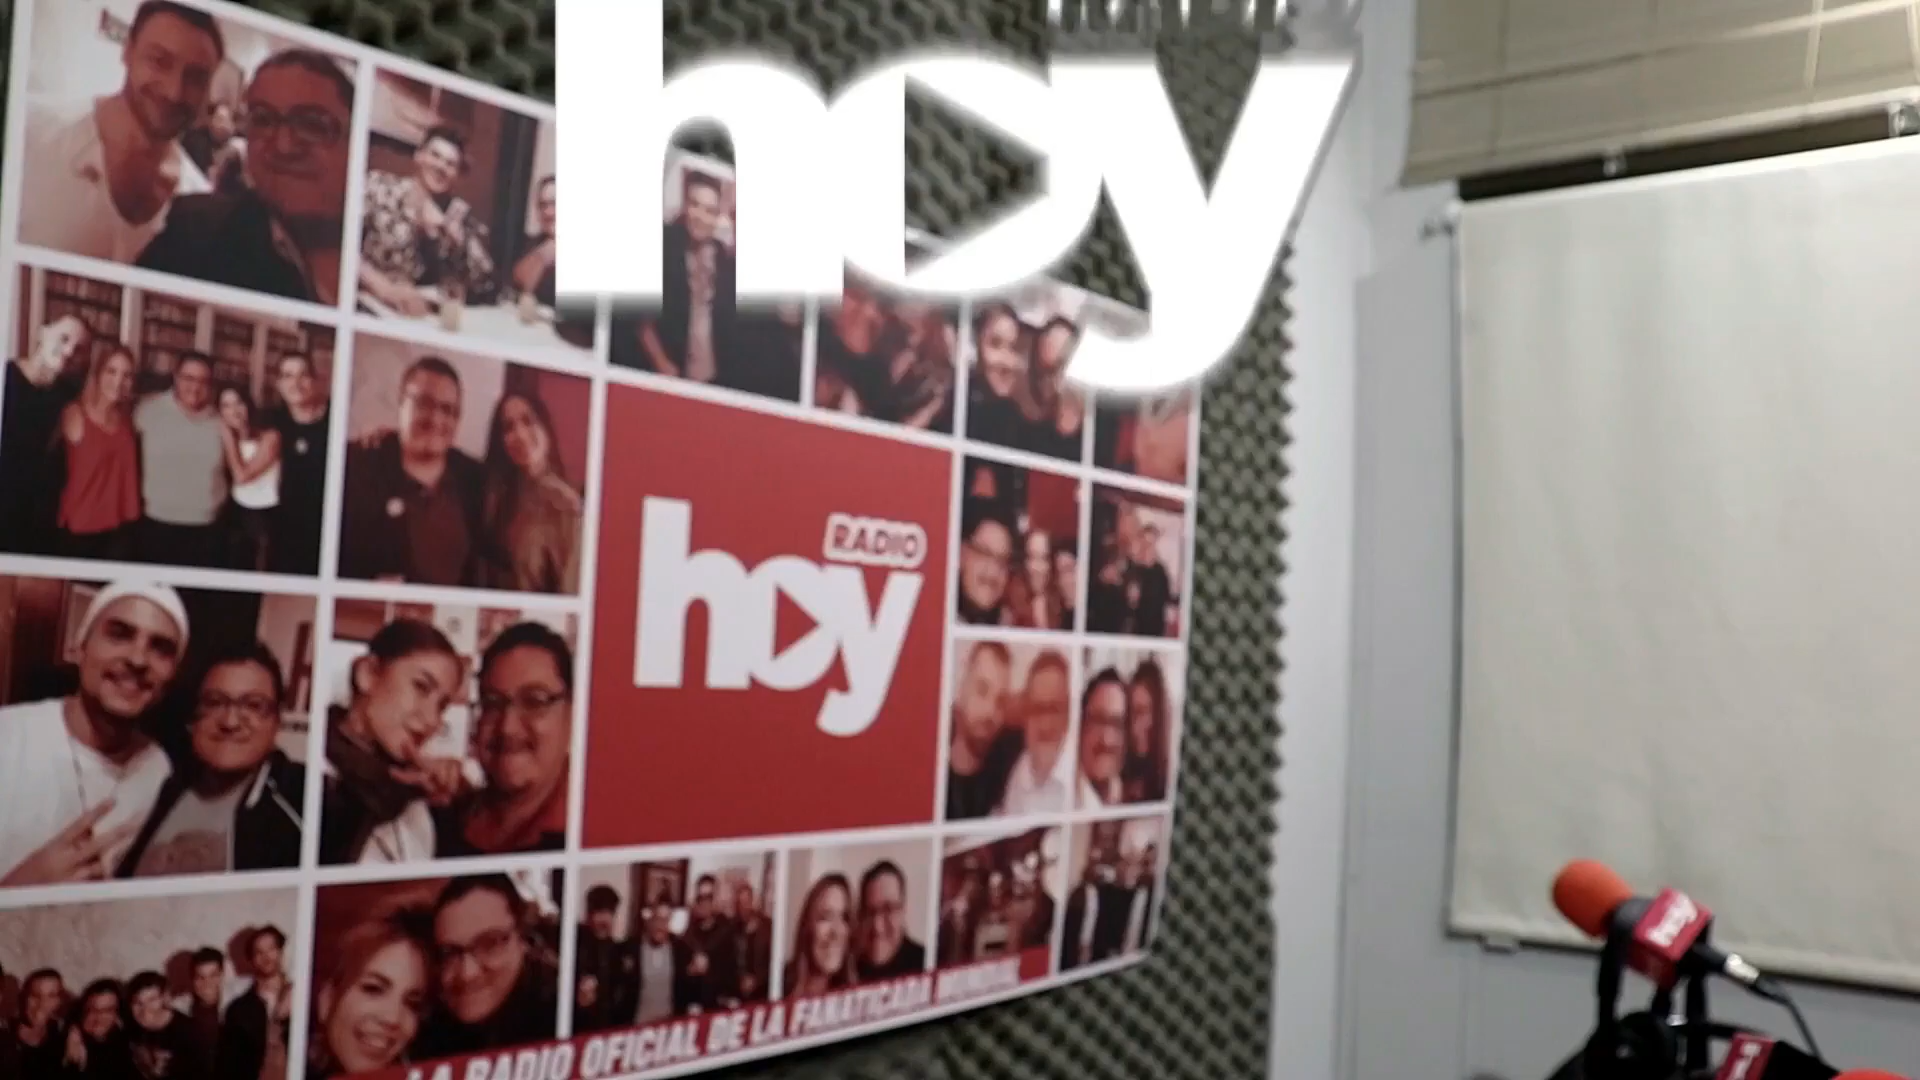 hoy
RADIO
hoy
LA RADIO OFICIAL DE LA FANATICADA MUNDIAL
hoy